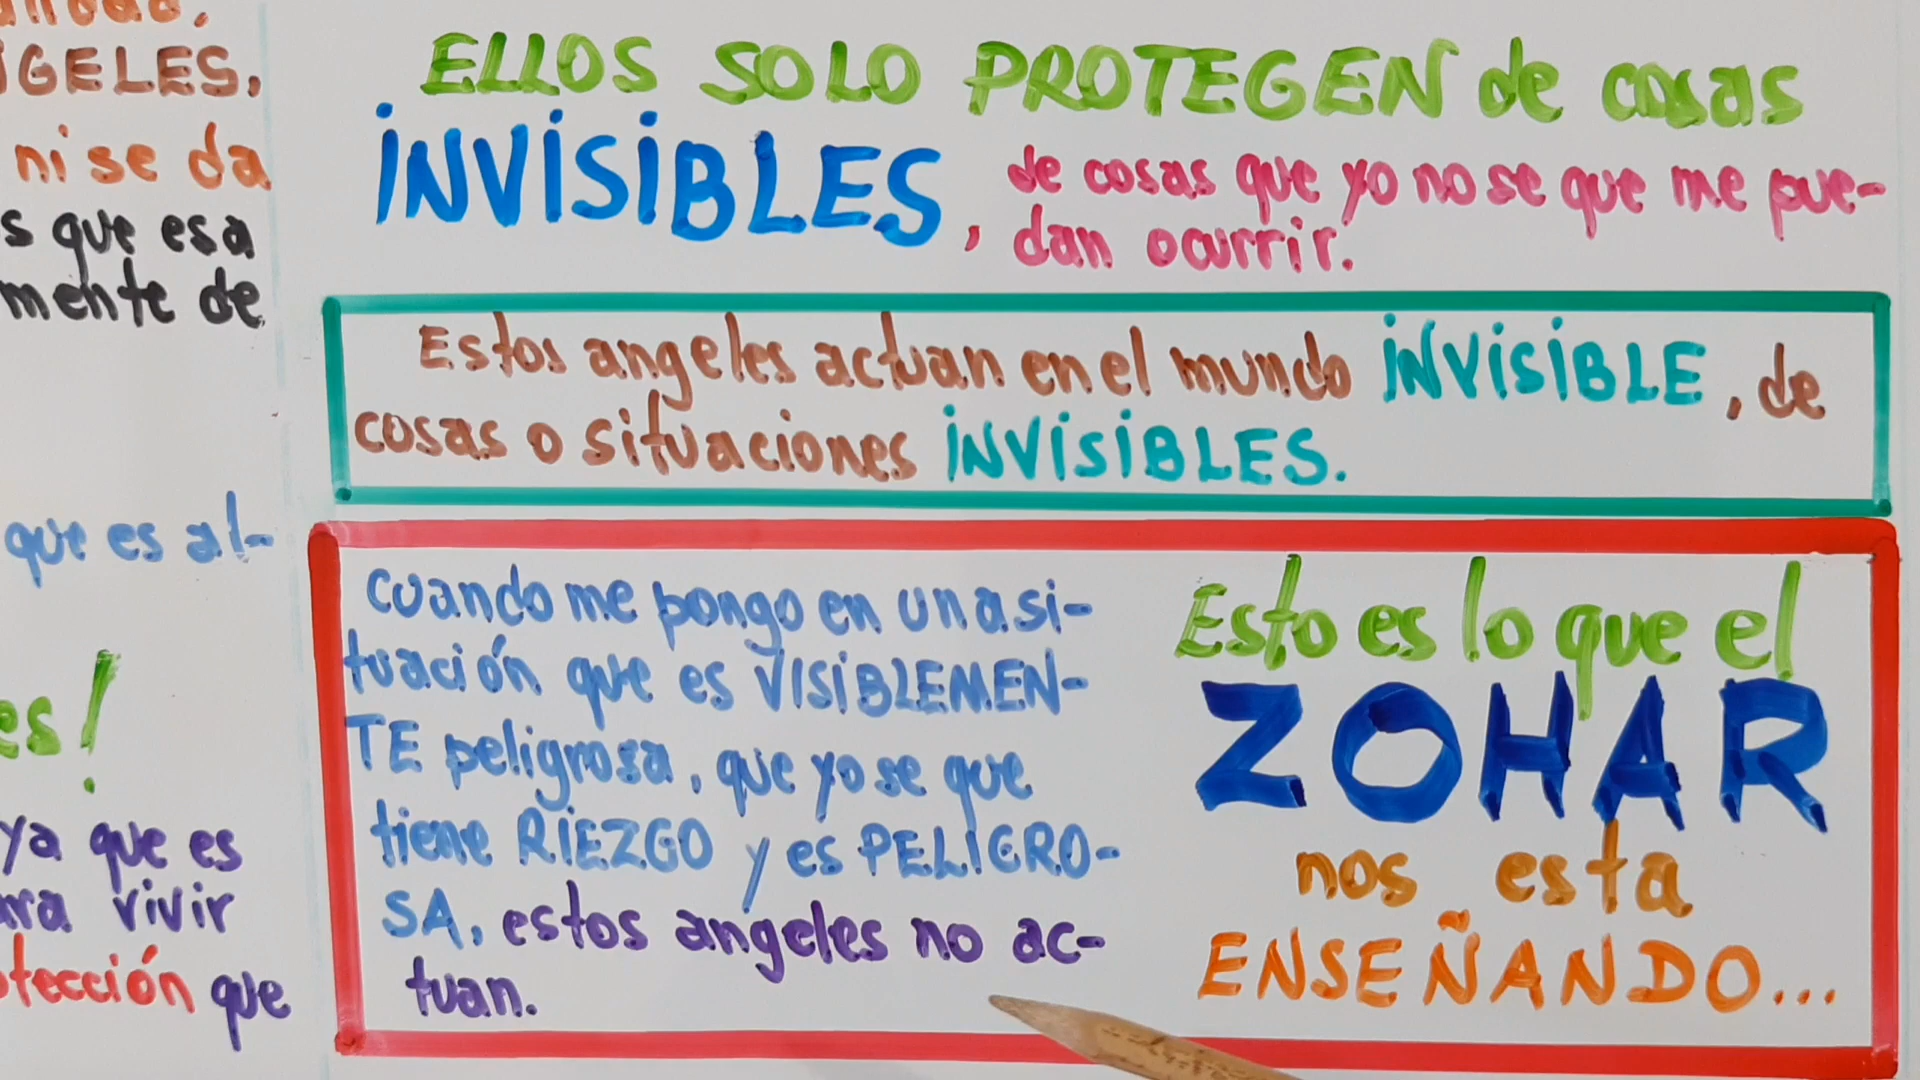 ni se da
s que esa
mente de
que es al-
es!
ya que es
vivir
que
ELLOS SOLO PROTEGEN de cosas
INVISIBLES, de cosas que yo no se que me pue-
dan ocurrir.
Estos angeles actuan en el mundo INVISIBLE, de
cosas o situaciones INVISIBLES.
Cuando me pongo en una si-
tuación que es VISIBLEMEN-
TE peligrosa, que yo se que
tiene RIEZGO y es PELIGRO-
SA, estos angeles no ac-
tuan.
Esto es lo que el
ZOHAR
nos esta
ENSEÑANDO...